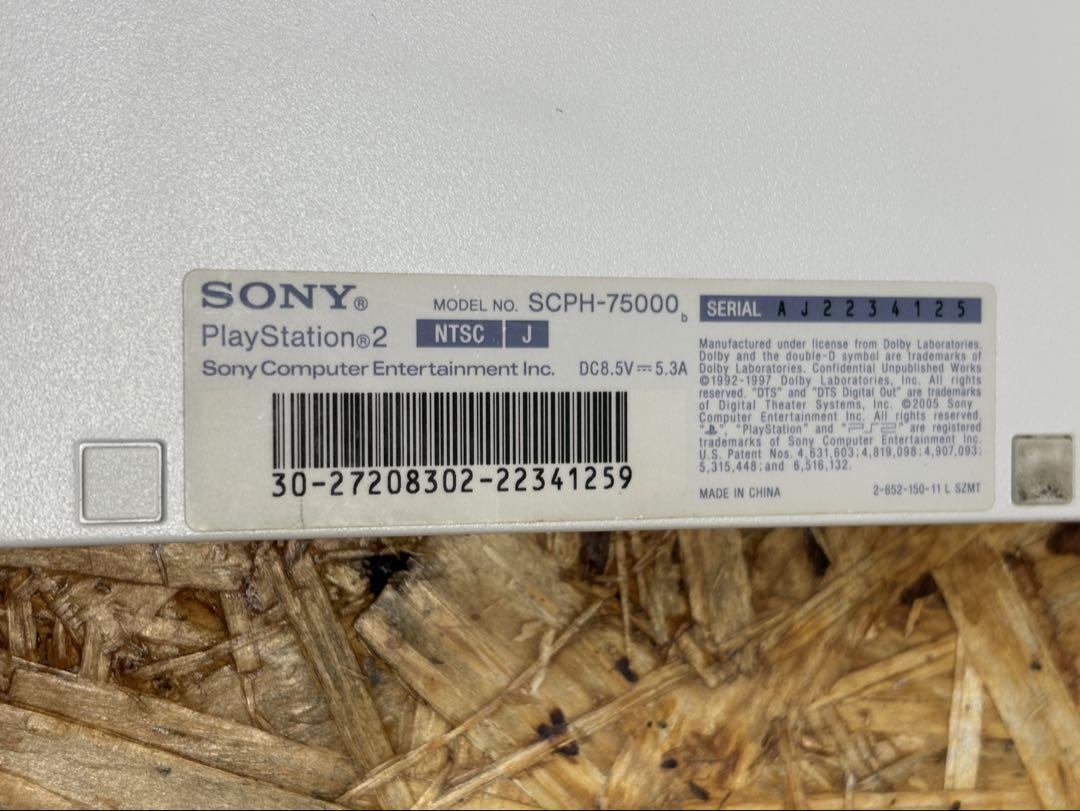 SONY®
MODEL NO. SCPH-75000 b
PlayStation®2
NTSC J
Sony Computer Entertainment Inc.
DC8.5V⎓5.3A
30-27208302-22341259
SERIAL AJ2234125
Manufactured under license from Dolby Laboratories.
Dolby and the double-D symbol are trademarks of
Dolby Laboratories. Confidential Unpublished Works
©1992-1997 Dolby Laboratories, Inc. All rights
reserved. "DTS" and "DTS Digital Out" are trademarks
of Digital Theater Systems, Inc. ©2005 Sony
Computer Entertainment Inc. All rights reserved.
" ", "PlayStation" and "PS2" are registered
trademarks of Sony Computer Entertainment Inc.
U.S. Patent Nos. 4,631,603; 4,819,098; 4,907,093;
5,315,448; and 6,516,132.
MADE IN CHINA
2-652-150-11 L SZMT